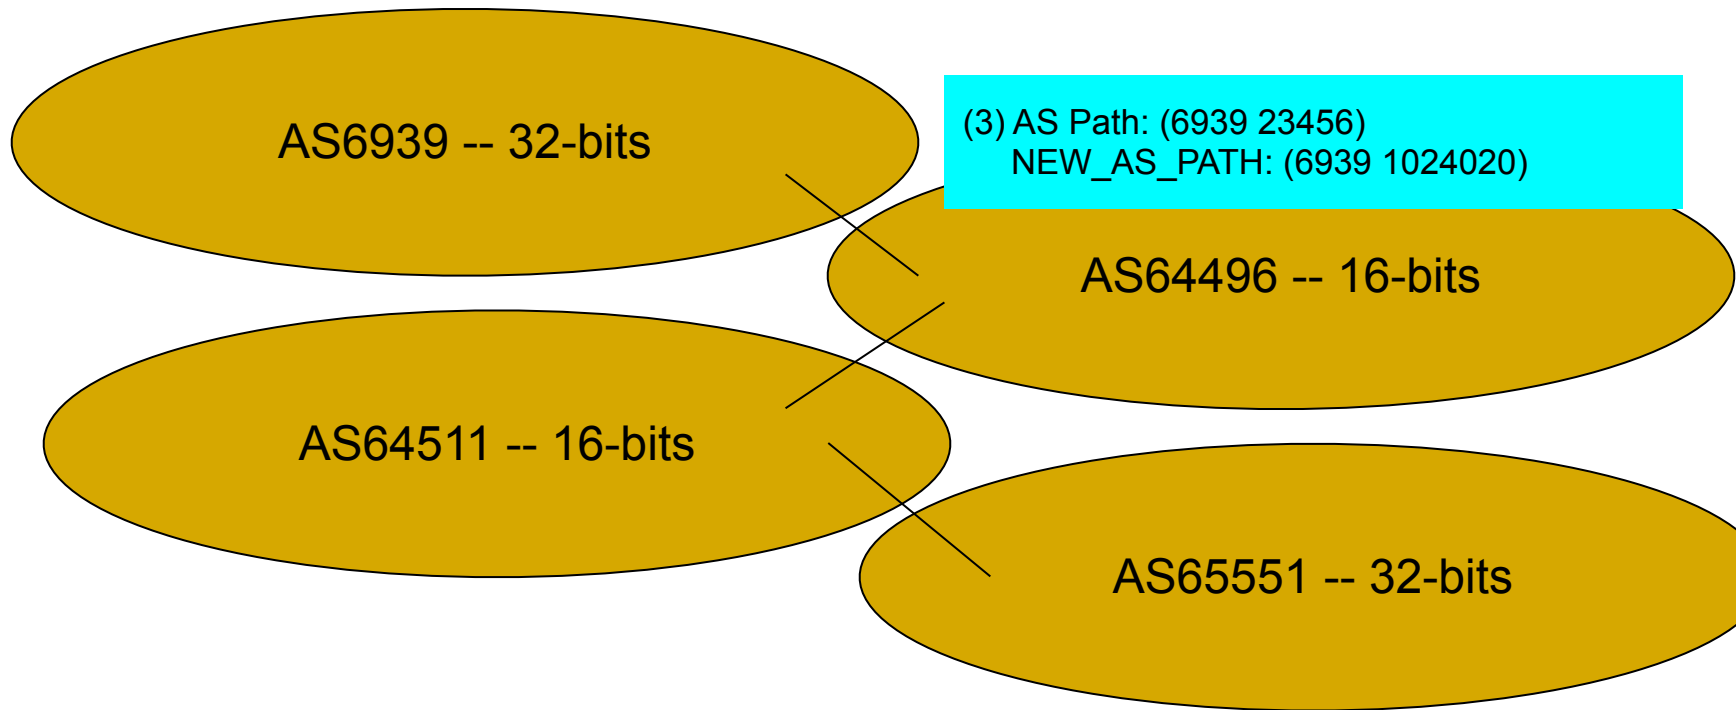 AS6939 -- 32-bits
(3) AS Path: (6939 23456)
NEW_AS_PATH: (6939 1024020)
AS64496 -- 16-bits
AS64511 -- 16-bits
AS65551 -- 32-bits